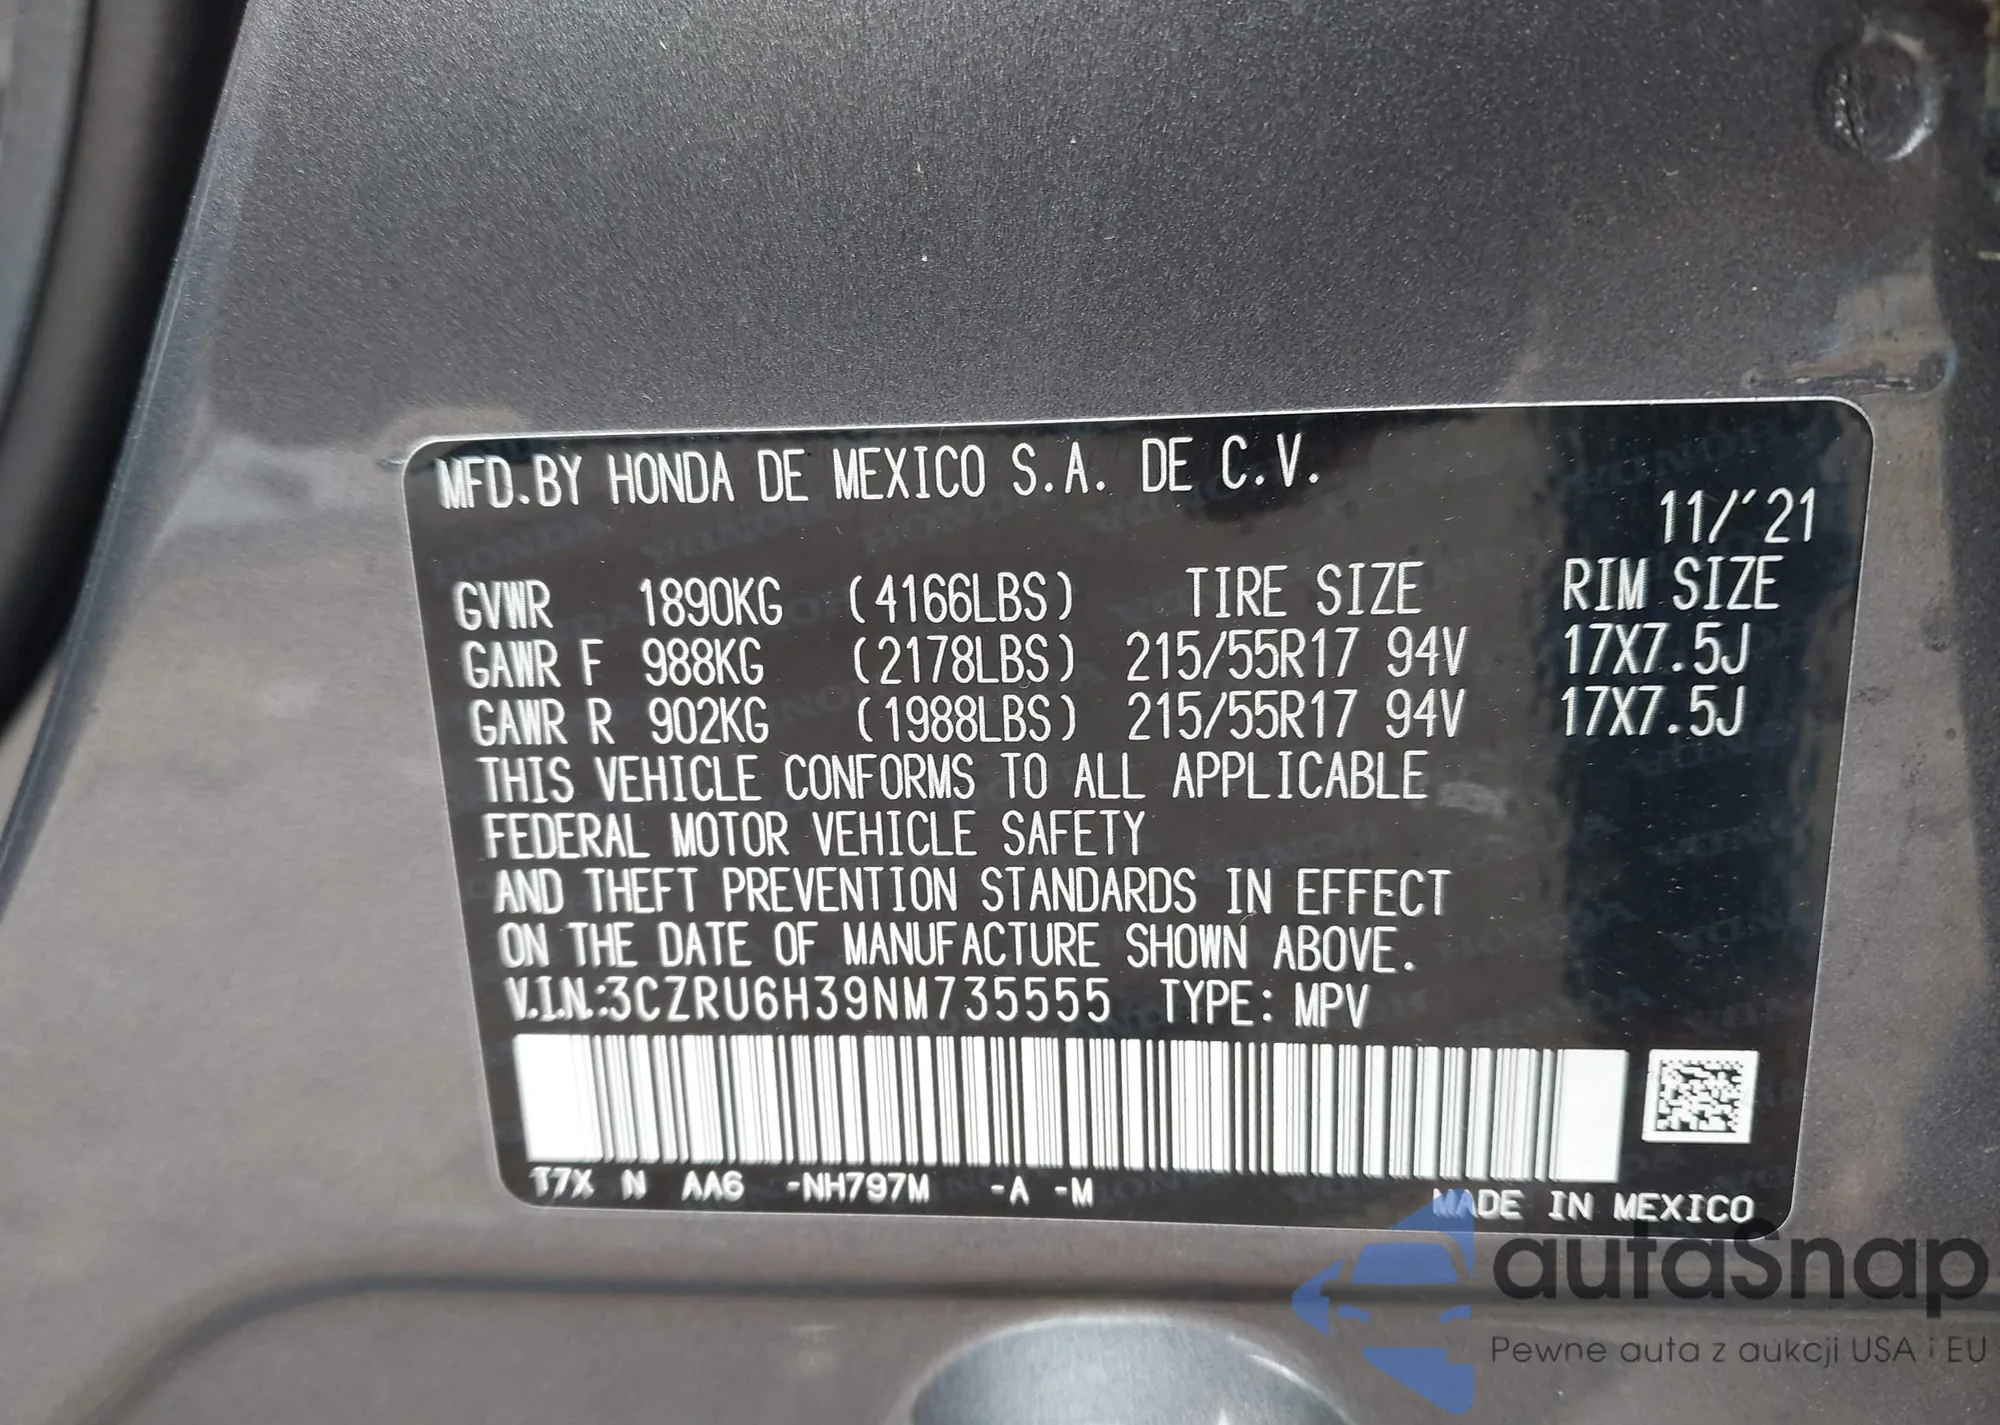 MFD.BY HONDA DE MEXICO S.A. DE C.V.
11/'21
GVWR 1890KG (4166LBS) TIRE SIZE RIM SIZE
GAWR F 988KG (2178LBS) 215/55R17 94V 17X7.5J
GAWR R 902KG (1988LBS) 215/55R17 94V 17X7.5J
THIS VEHICLE CONFORMS TO ALL APPLICABLE
FEDERAL MOTOR VEHICLE SAFETY
AND THEFT PREVENTION STANDARDS IN EFFECT
ON THE DATE OF MANUFACTURE SHOWN ABOVE.
V.I.N.:3CZRU6H39NM735555 TYPE: MPV
T7X N AA6 -NH797M -A -M
MADE IN MEXICO
autaSnap
Pewne auta z aukcji USA i EU